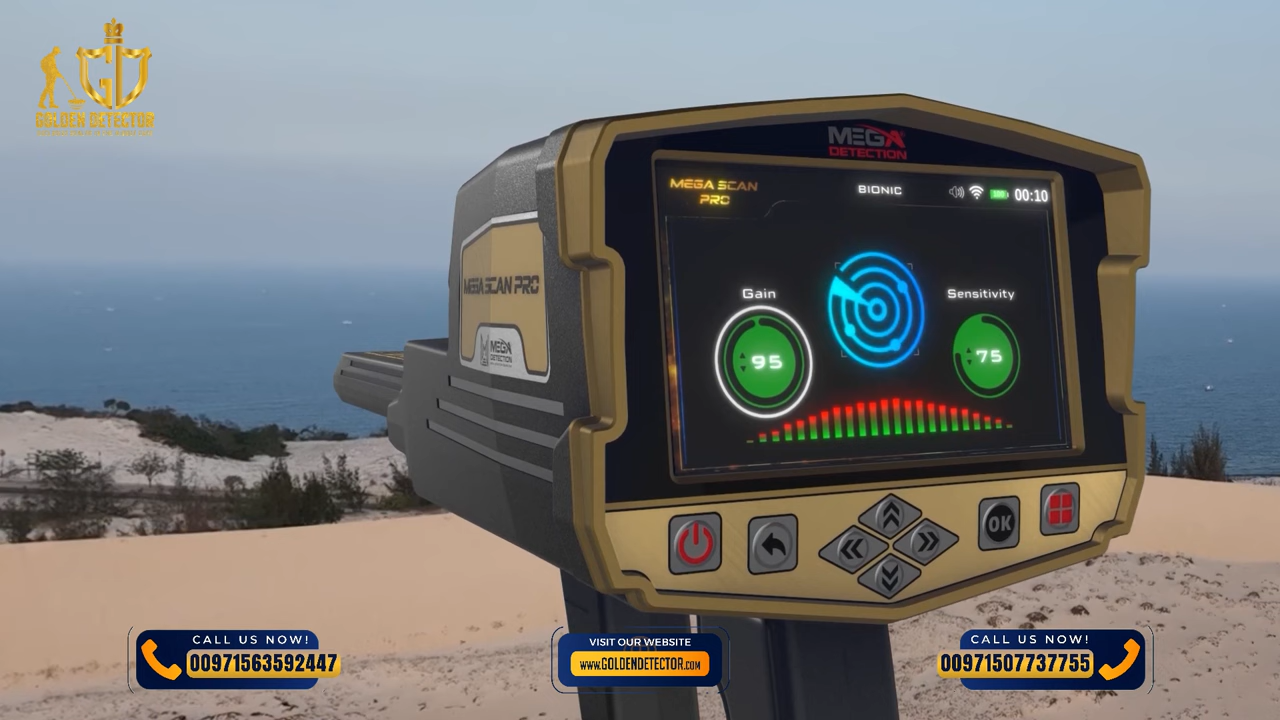 GOLDEN DETECTOR
MEGA
DETECTION
MEGA SCAN
PRO
BIONIC
00:10
Gain
Sensitivity
95
75
MEGA SCAN PRO
MEGA
DETECTION
OK
CALL US NOW!
00971563592447
VISIT OUR WEBSITE
www.GOLDENDETECTOR.com
CALL US NOW!
00971507737755